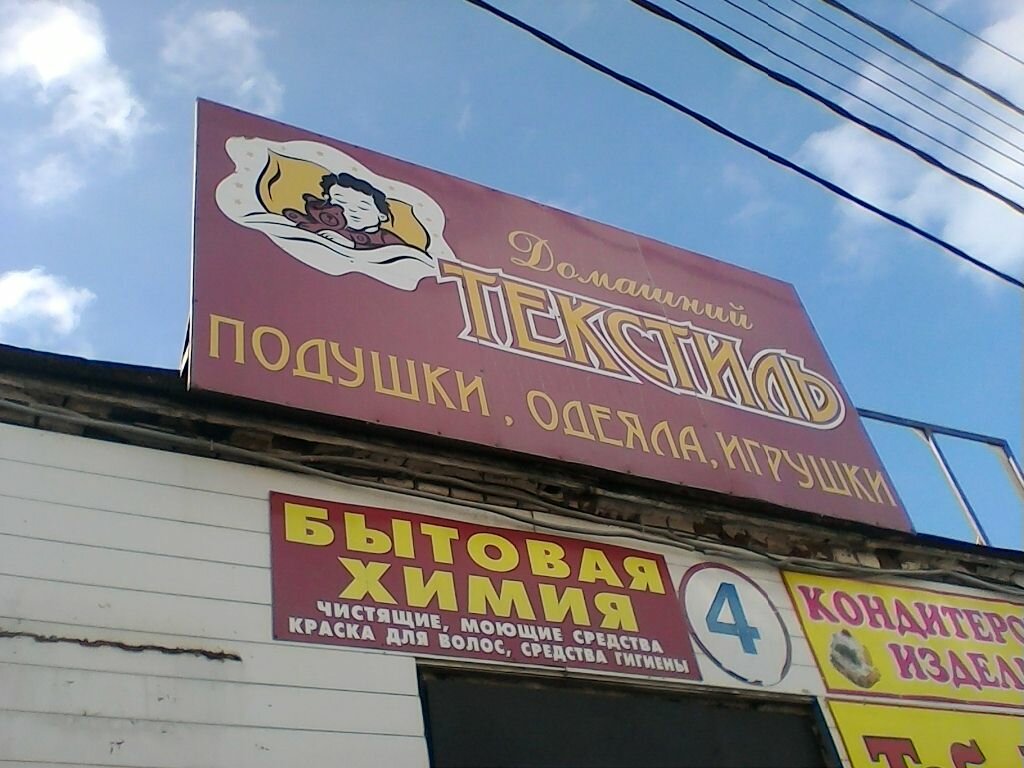 Домашний
ТЕКСТИЛЬ
ПОДУШКИ, ОДЕЯЛА, ИГРУШКИ
БЫТОВАЯ
ХИМИЯ
ЧИСТЯЩИЕ, МОЮЩИЕ СРЕДСТВА
КРАСКА ДЛЯ ВОЛОС, СРЕДСТВА ГИГИЕНЫ
4